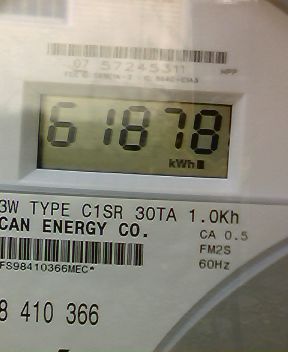 07 57245311
61878
kWh
3W TYPE C1SR 30TA 1.0Kh
CAN ENERGY CO.
CA 0.5
FM2S
60Hz
FS98410366MEC*
8 410 366